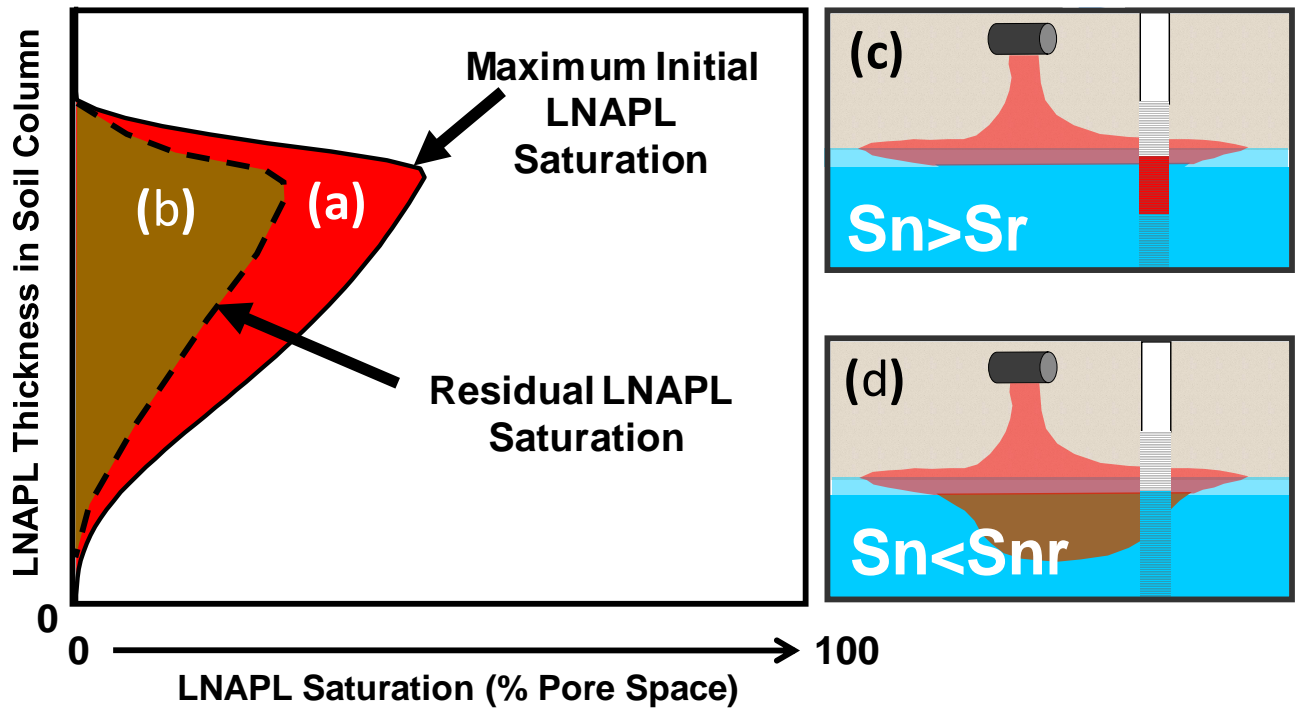 LNAPL Thickness in Soil Column
Maximum Initial
LNAPL
Saturation
(b)
(a)
Residual LNAPL
Saturation
0
0
100
LNAPL Saturation (% Pore Space)
(c)
Sn>Sr
(d)
Sn<Snr